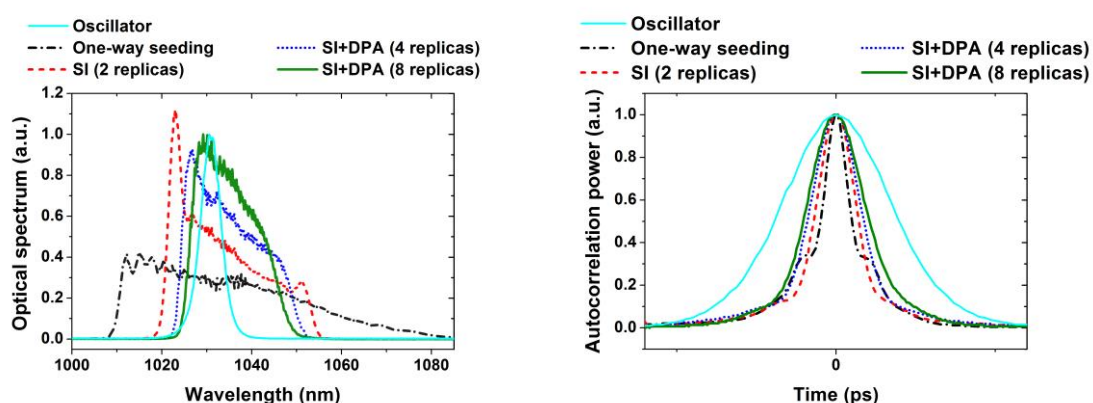 Oscillator
One-way seeding
SI (2 replicas)
SI+DPA (4 replicas)
SI+DPA (8 replicas)
Optical spectrum (a.u.)
1.2
1.0
0.8
0.6
0.4
0.2
0.0
1000 1020 1040 1060 1080
Wavelength (nm)
Oscillator
One-way seeding
SI (2 replicas)
SI+DPA (4 replicas)
SI+DPA (8 replicas)
Autocorrelation power (a.u.)
1.0
0.8
0.6
0.4
0.2
0.0
0
Time (ps)